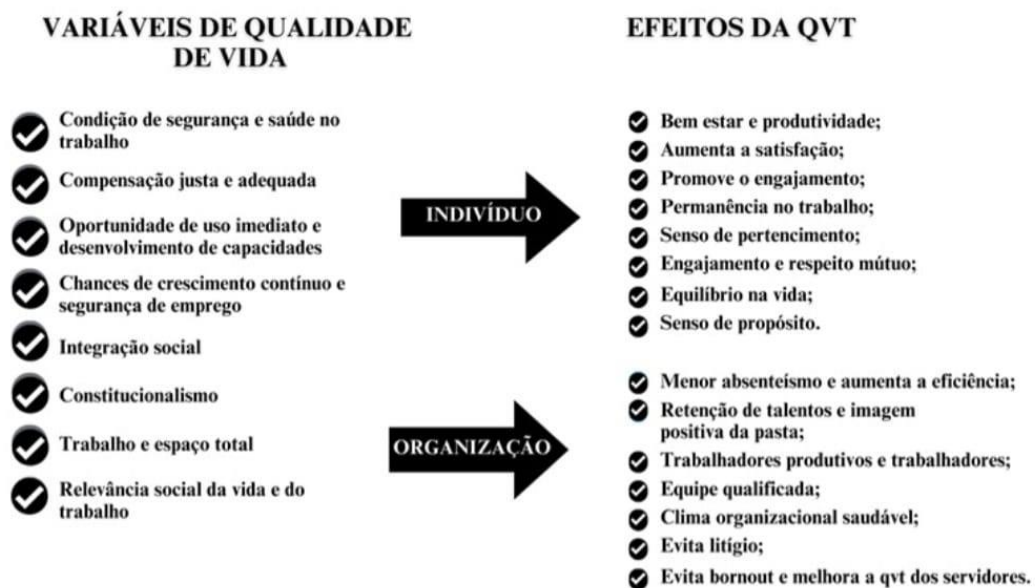 VARIÁVEIS DE QUALIDADE
DE VIDA
Condição de segurança e saúde no
trabalho
Compensação justa e adequada
Oportunidade de uso imediato e
desenvolvimento de capacidades
Chances de crescimento contínuo e
segurança de emprego
Integração social
Constitucionalismo
Trabalho e espaço total
Relevância social da vida e do
trabalho
INDIVÍDUO
ORGANIZAÇÃO
EFEITOS DA QVT
Bem estar e produtividade;
Aumenta a satisfação;
Promove o engajamento;
Permanência no trabalho;
Senso de pertencimento;
Engajamento e respeito mútuo;
Equilíbrio na vida;
Senso de propósito.
Menor absenteísmo e aumenta a eficiência;
Retenção de talentos e imagem
positiva da pasta;
Trabalhadores produtivos e trabalhadores;
Equipe qualificada;
Clima organizacional saudável;
Evita litígio;
Evita bornout e melhora a qvt dos servidores.